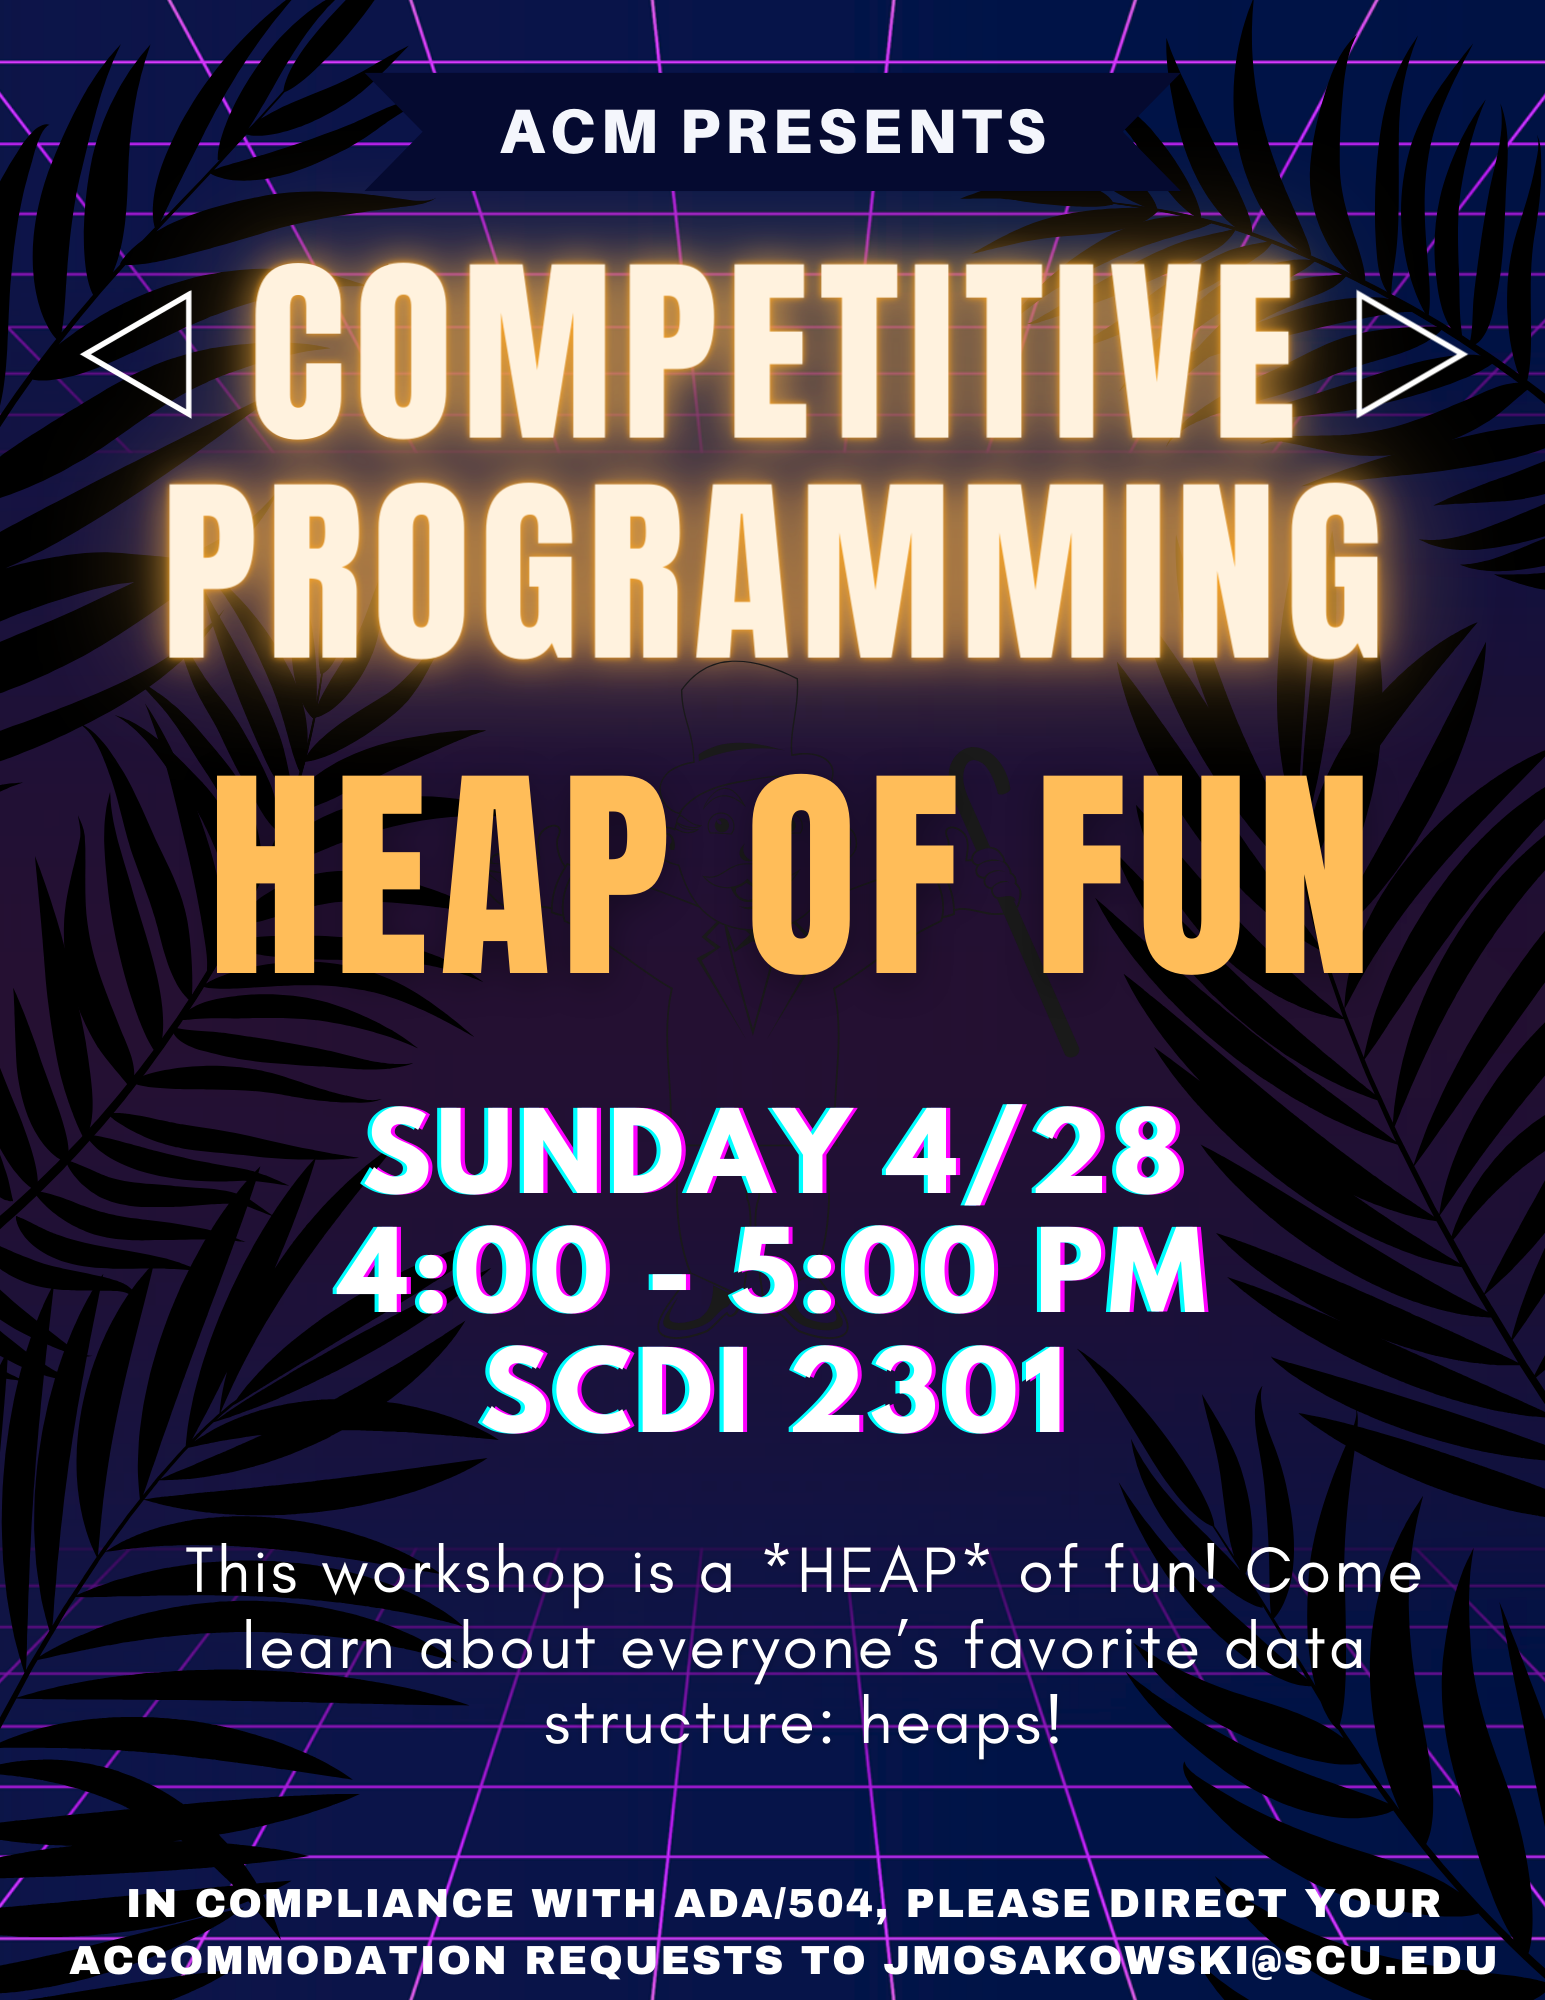 ACM PRESENTS
COMPETITIVE
PROGRAMMING
HEAP OF FUN
SUNDAY 4/28
4:00 - 5:00 PM
SCDI 2301
This workshop is a *HEAP* of fun! Come
learn about everyone's favorite data
structure: heaps!
IN COMPLIANCE WITH ADA/504, PLEASE DIRECT YOUR
ACCOMMODATION REQUESTS TO JMOSAKOWSKI@SCU.EDU